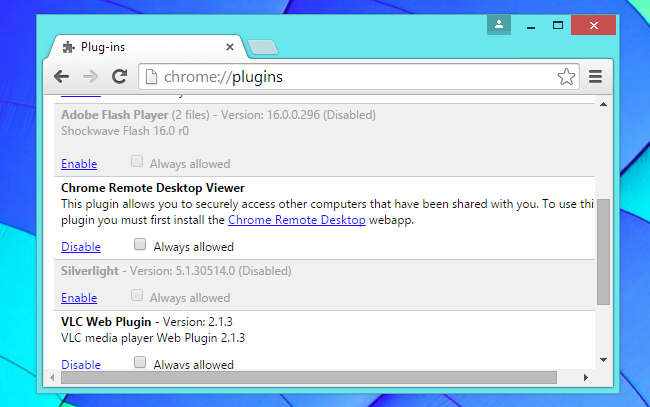 Plug-ins
chrome://plugins
Adobe Flash Player (2 files) - Version: 16.0.0.296 (Disabled)
Shockwave Flash 16.0 r0
Enable Always allowed
Chrome Remote Desktop Viewer
This plugin allows you to securely access other computers that have been shared with you. To use thi
plugin you must first install the Chrome Remote Desktop webapp.
Disable Always allowed
Silverlight - Version: 5.1.30514.0 (Disabled)
Enable Always allowed
VLC Web Plugin - Version: 2.1.3
VLC media player Web Plugin 2.1.3
Disable Always allowed